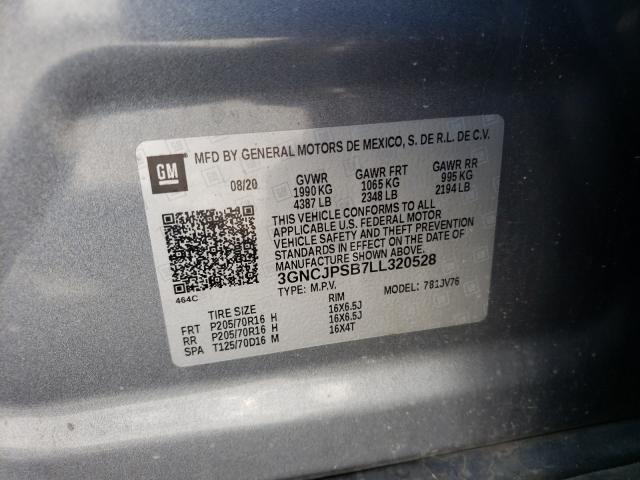 GM
MFD BY GENERAL MOTORS DE MEXICO, S. DE R.L. DE C.V.
08/20 GVWR GAWR FRT GAWR RR
1990 KG 1065 KG 995 KG
4387 LB 2348 LB 2194 LB
THIS VEHICLE CONFORMS TO ALL
APPLICABLE U.S. FEDERAL MOTOR
VEHICLE SAFETY AND THEFT PREVENTION
STANDARDS IN EFFECT ON THE DATE OF
MANUFACTURE SHOWN ABOVE.
3GNCJPSB7LL320528
464C
TYPE: M.P.V. MODEL: 781JV76
TIRE SIZE RIM
FRT P205/70R16 H 16X6.5J
RR P205/70R16 H 16X6.5J
SPA T125/70D16 M 16X4T